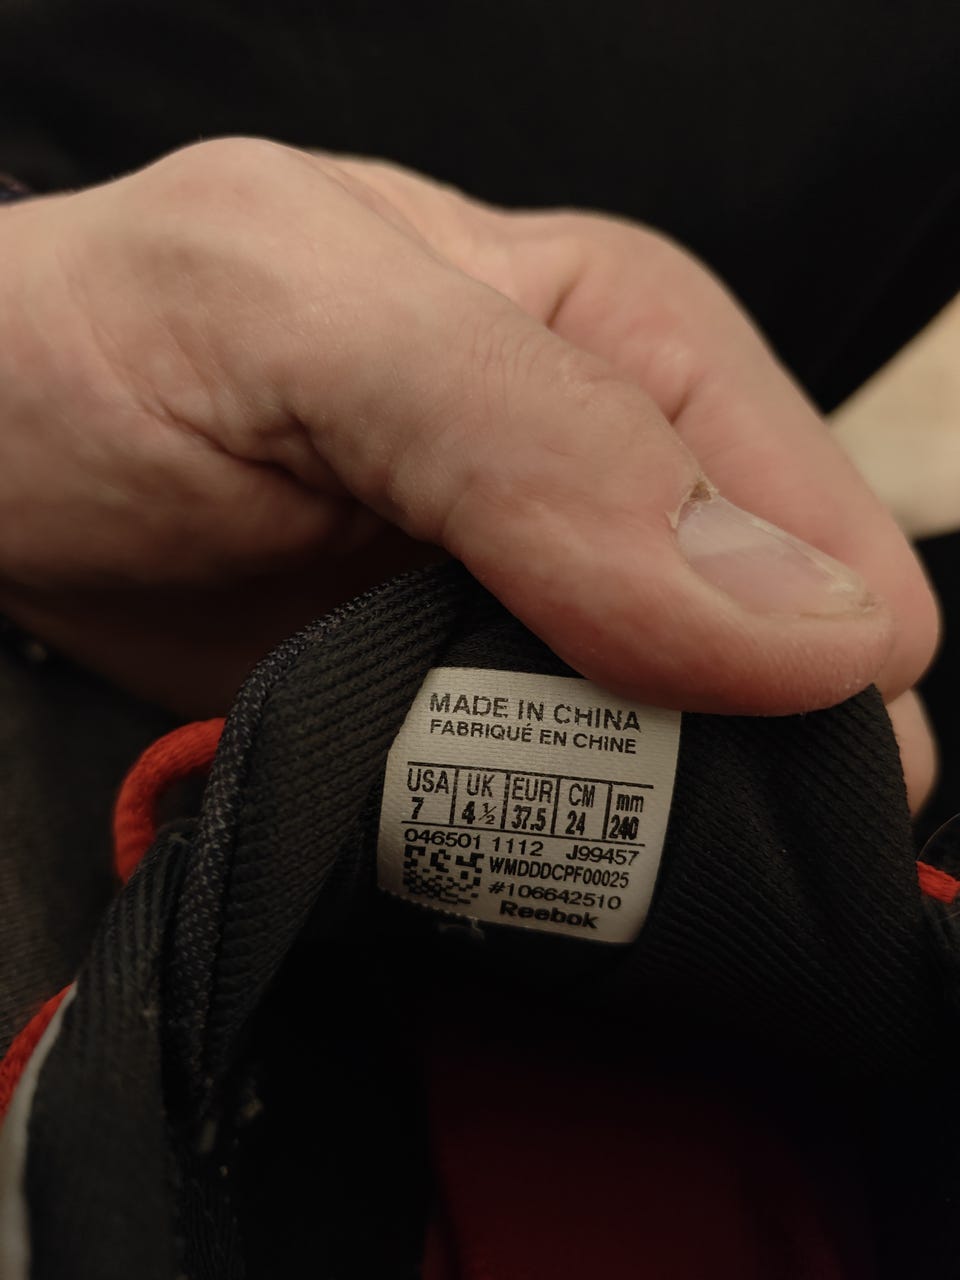 MADE IN CHINA
FABRIQUÉ EN CHINE
USA UK EUR CM mm
7 4 ½ 37.5 24 240
046501 1112 J99457
WMDDDCPF00025
#106642510
Reebok